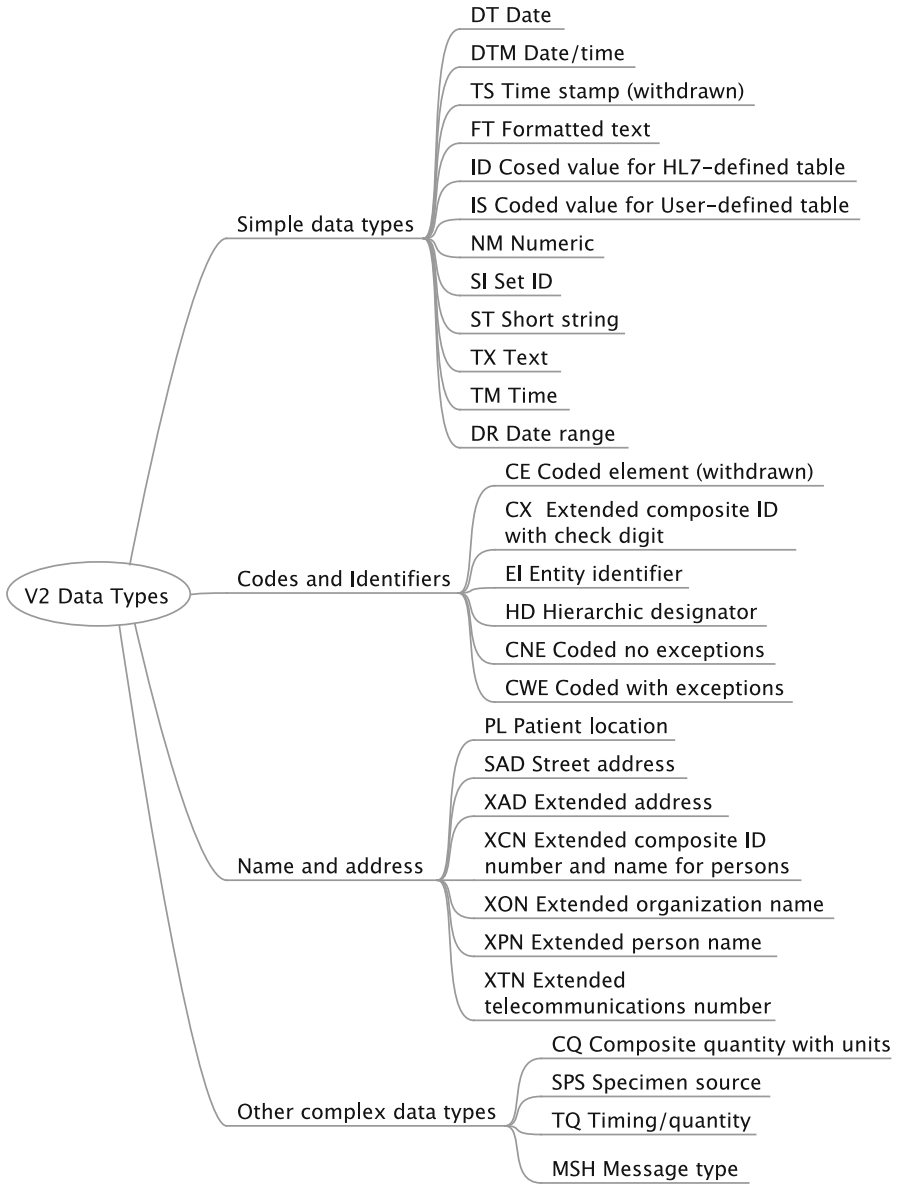 DT Date
DTM Date/time
TS Time stamp (withdrawn)
FT Formatted text
ID Cosed value for HL7-defined table
IS Coded value for User-defined table
Simple data types
NM Numeric
SI Set ID
ST Short string
TX Text
TM Time
DR Date range
CE Coded element (withdrawn)
CX  Extended composite ID
with check digit
Codes and Identifiers
EI Entity identifier
V2 Data Types
HD Hierarchic designator
CNE Coded no exceptions
CWE Coded with exceptions
PL Patient location
SAD Street address
XAD Extended address
XCN Extended composite ID
number and name for persons
Name and address
XON Extended organization name
XPN Extended person name
XTN Extended
telecommunications number
CQ Composite quantity with units
SPS Specimen source
Other complex data types
TQ Timing/quantity
MSH Message type